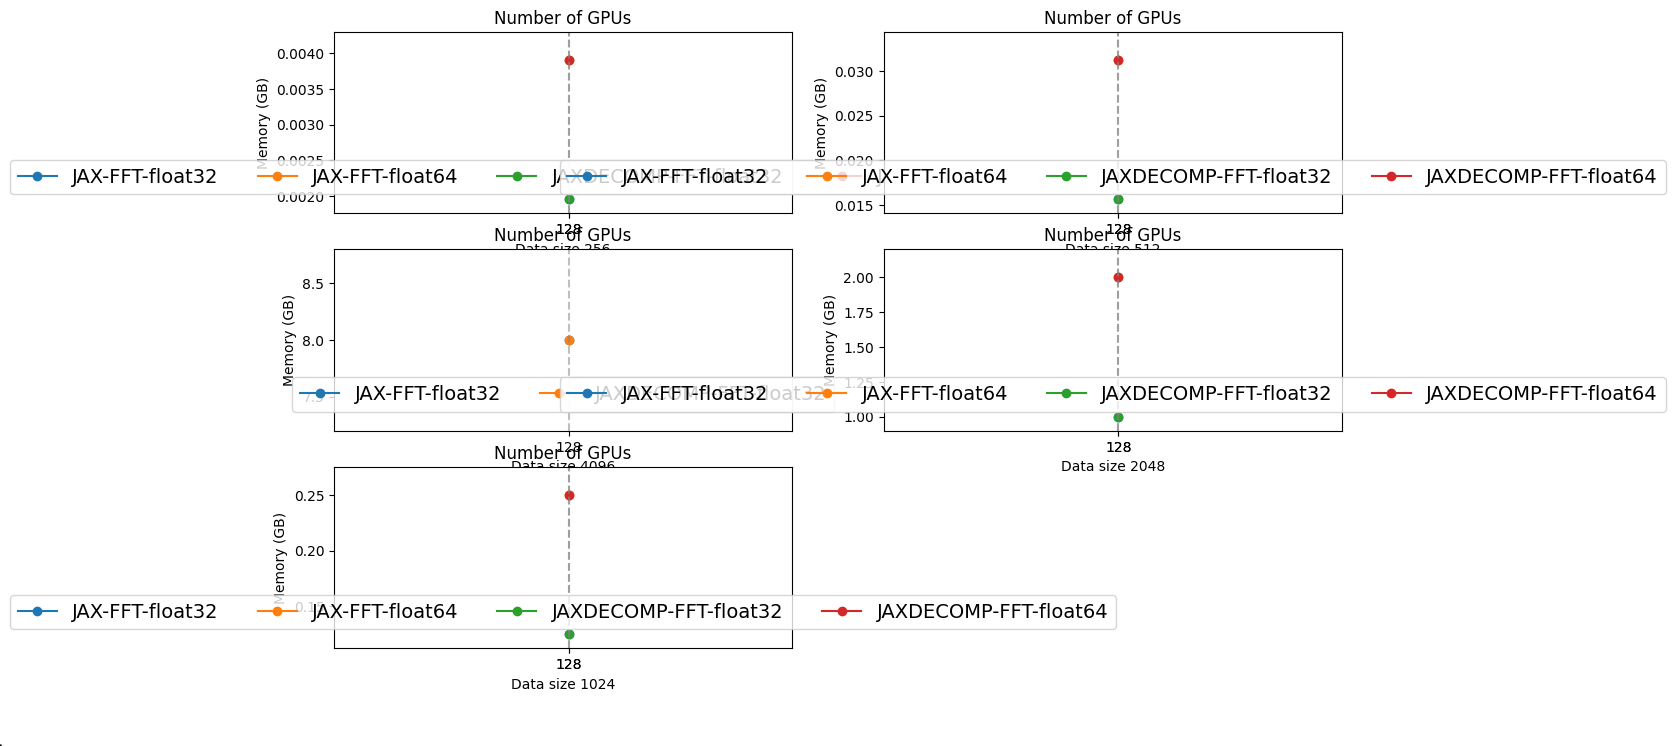 Number of GPUs
Number of GPUs
0.0040
0.0035
0.0030
0.0025
0.0020
Memory (GB)
0.030
0.025
0.020
0.015
Memory (GB)
JAX-FFT-float32
JAX-FFT-float64
JAXDECOMP-FFT-float32
JAX-FFT-float32
JAX-FFT-float64
JAXDECOMP-FFT-float32
JAXDECOMP-FFT-float64
128
Data size 256
128
Data size 512
Number of GPUs
Number of GPUs
8.5
8.0
7.5
Memory (GB)
2.00
1.75
1.50
1.25
1.00
Memory (GB)
JAX-FFT-float32
JAXDECOMP-FFT-float32
JAX-FFT-float32
JAX-FFT-float64
JAXDECOMP-FFT-float32
JAXDECOMP-FFT-float64
128
Data size 4096
128
Data size 2048
Number of GPUs
0.25
0.20
0.15
Memory (GB)
JAX-FFT-float32
JAX-FFT-float64
JAXDECOMP-FFT-float32
JAXDECOMP-FFT-float64
128
Data size 1024